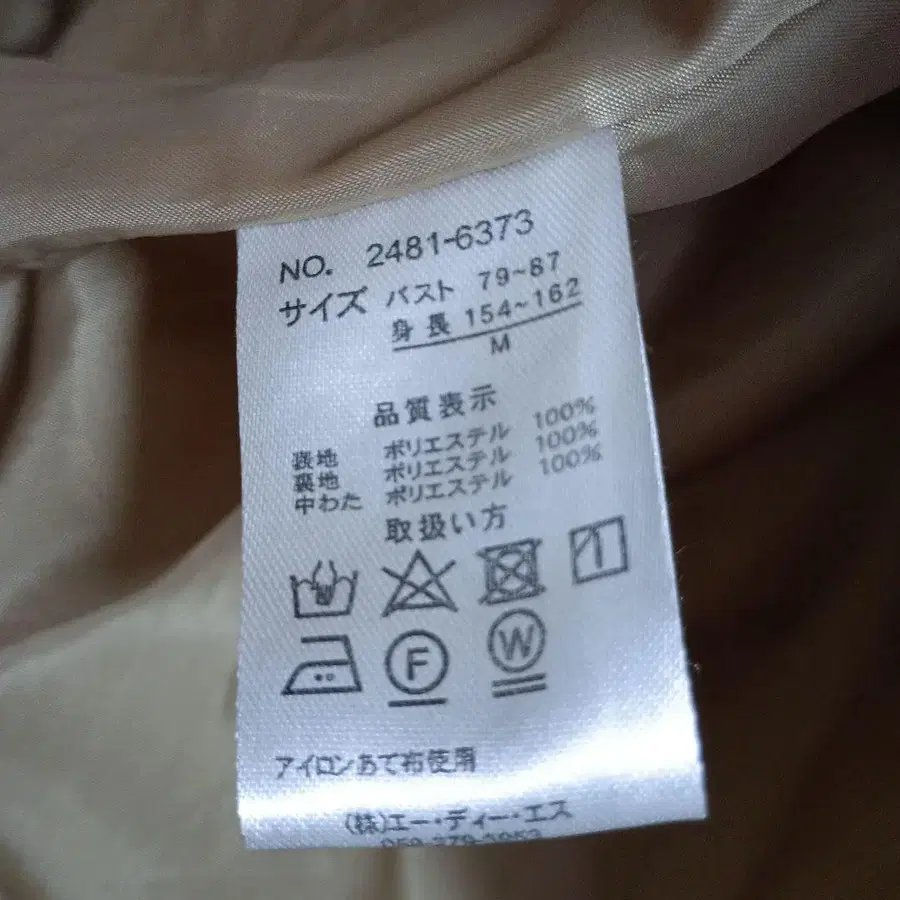 NO. 2481-6373
サイズ バスト 79~87
身長 154~162
M
品質表示
表地 ポリエステル 100%
裏地 ポリエステル 100%
中わた ポリエステル 100%
取扱い方
F W
アイロンあて布使用
(株)エー・ディー・エス